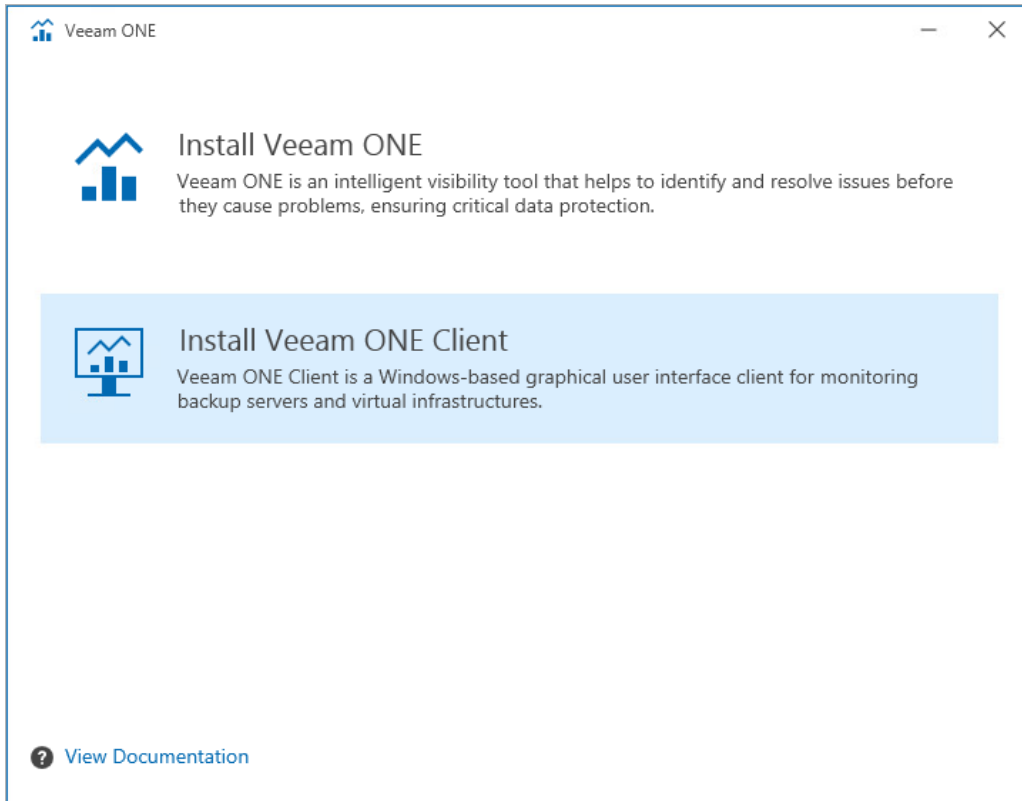 Veeam ONE
Install Veeam ONE
Veeam ONE is an intelligent visibility tool that helps to identify and resolve issues before
they cause problems, ensuring critical data protection.
Install Veeam ONE Client
Veeam ONE Client is a Windows-based graphical user interface client for monitoring
backup servers and virtual infrastructures.
? View Documentation